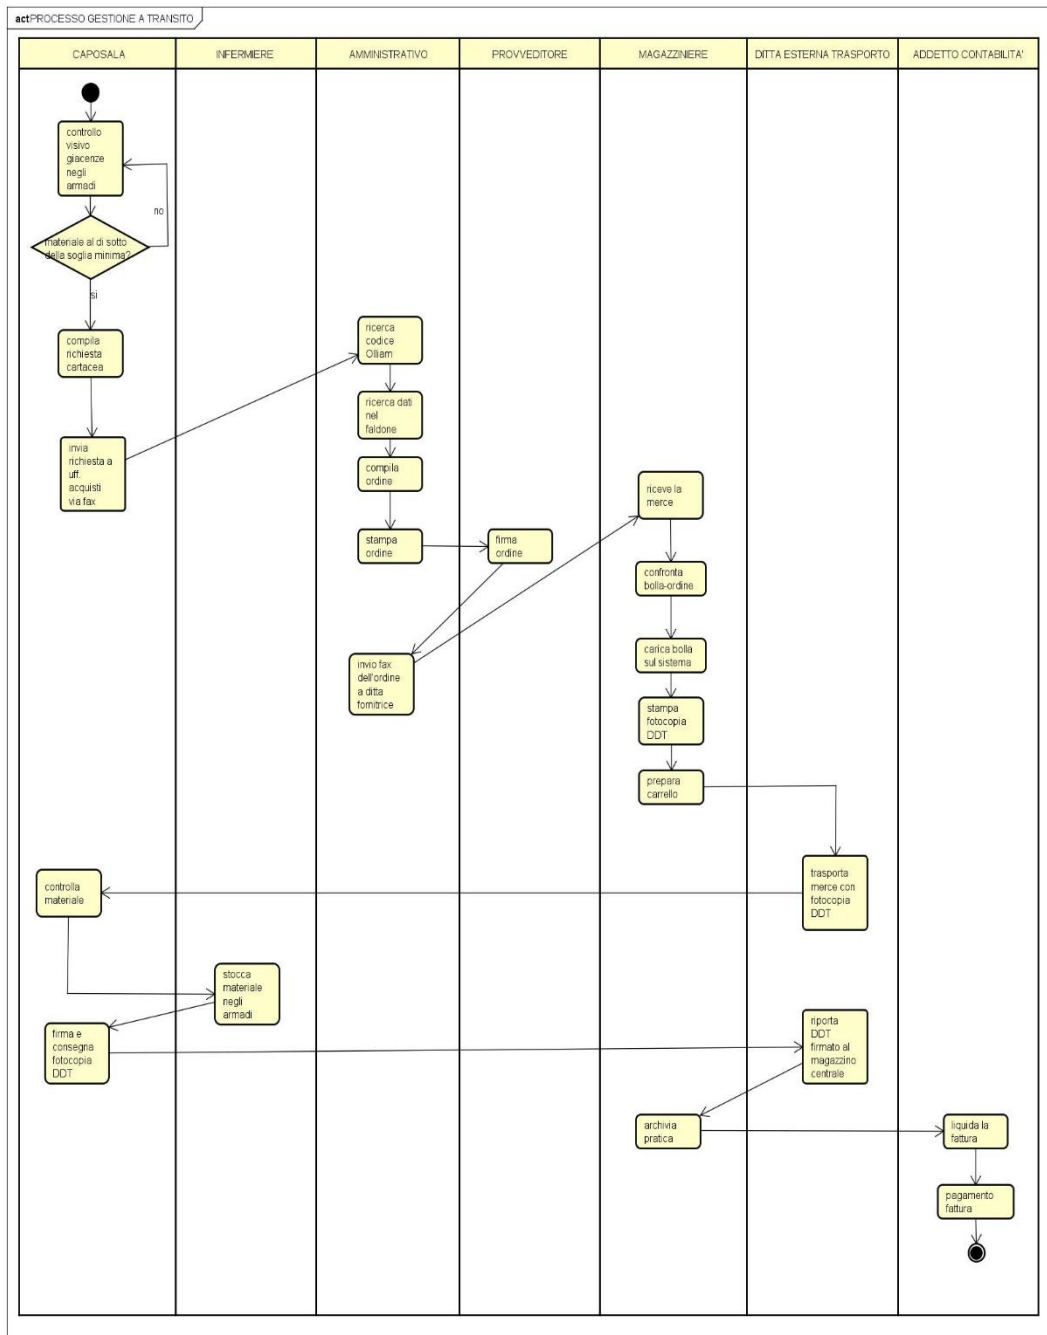 act PROCESSO GESTIONE A TRANSITO
CAPOSALA
INFERMIERE
AMMINISTRATIVO
PROVVEDITORE
MAGAZZINIERE
DITTA ESTERNA TRASPORTO
ADDETTO CONTABILITA'
controllo
visivo
giacenze
negli
armadi
no
materiale al di sotto
della soglia minima?
si
compila
richiesta
cartacea
invia
richiesta a
uff.
acquisti
via fax
ricerca
codice
Olliam
ricerca dati
nel
faldone
compila
ordine
stampa
ordine
firma
ordine
invio fax
dell'ordine
a ditta
fornitrice
riceve la
merce
confronta
bolla-ordine
carica bolla
sul sistema
stampa
fotocopia
DDT
prepara
carrello
trasporta
merce con
fotocopia
DDT
controlla
materiale
stocca
materiale
negli
armadi
firma e
consegna
fotocopia
DDT
riporta
DDT
firmato al
magazzino
centrale
archivia
pratica
liquida la
fattura
pagamento
fattura